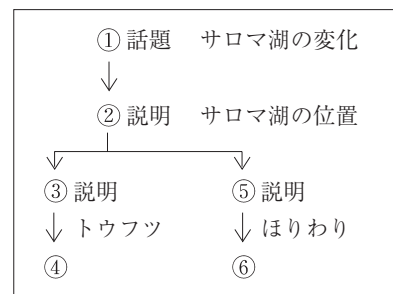 ①話題 サロマ湖の変化
②説明 サロマ湖の位置
③説明 ⑤説明
トウフツ ほりわり
④ ⑥